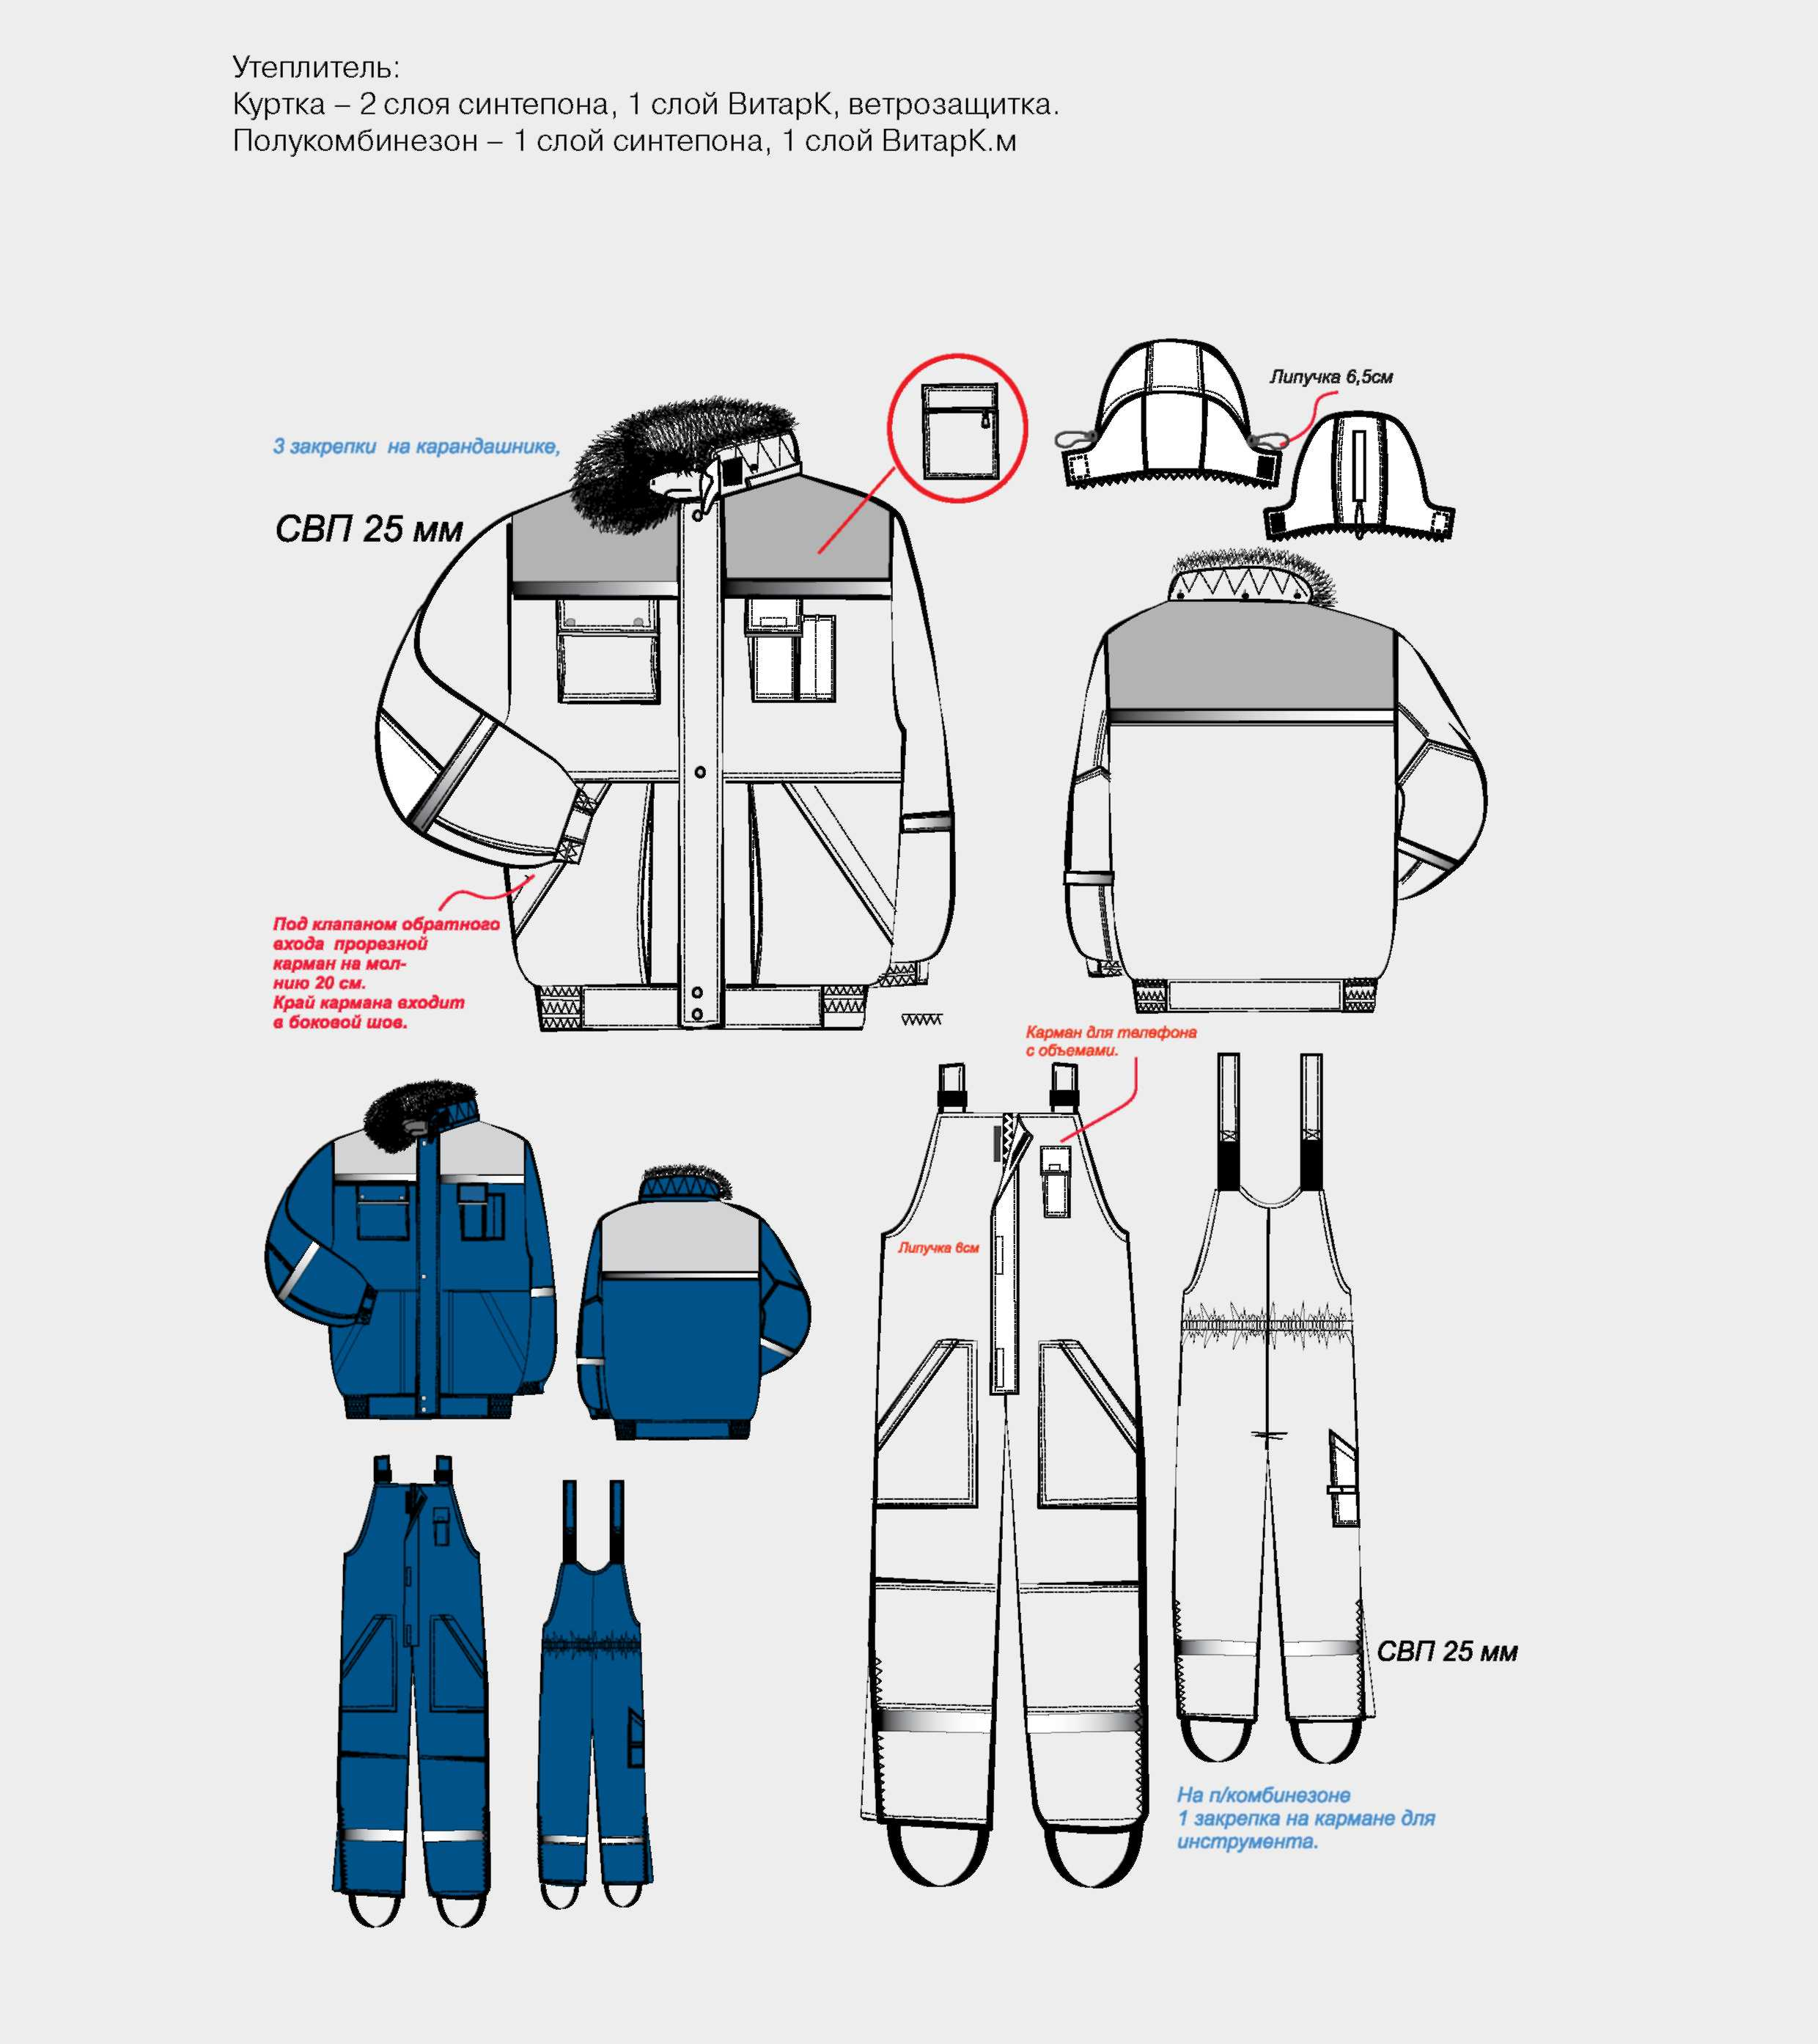 Утеплитель:
Куртка – 2 слоя синтепона, 1 слой ВитарК, ветрозащитка.
Полукомбинезон – 1 слой синтепона, 1 слой ВитарК.м
Липучка 6,5см
3 закрепки на карандашнике,
СВП 25 мм
Под клапаном обратного
входа прорезной
карман на мол-
нию 20 см.
Край кармана входит
в боковой шов.
Карман для телефона
с объемами.
Липучка 6см
СВП 25 мм
На п/комбинезоне
1 закрепка на кармане для
инструмента.